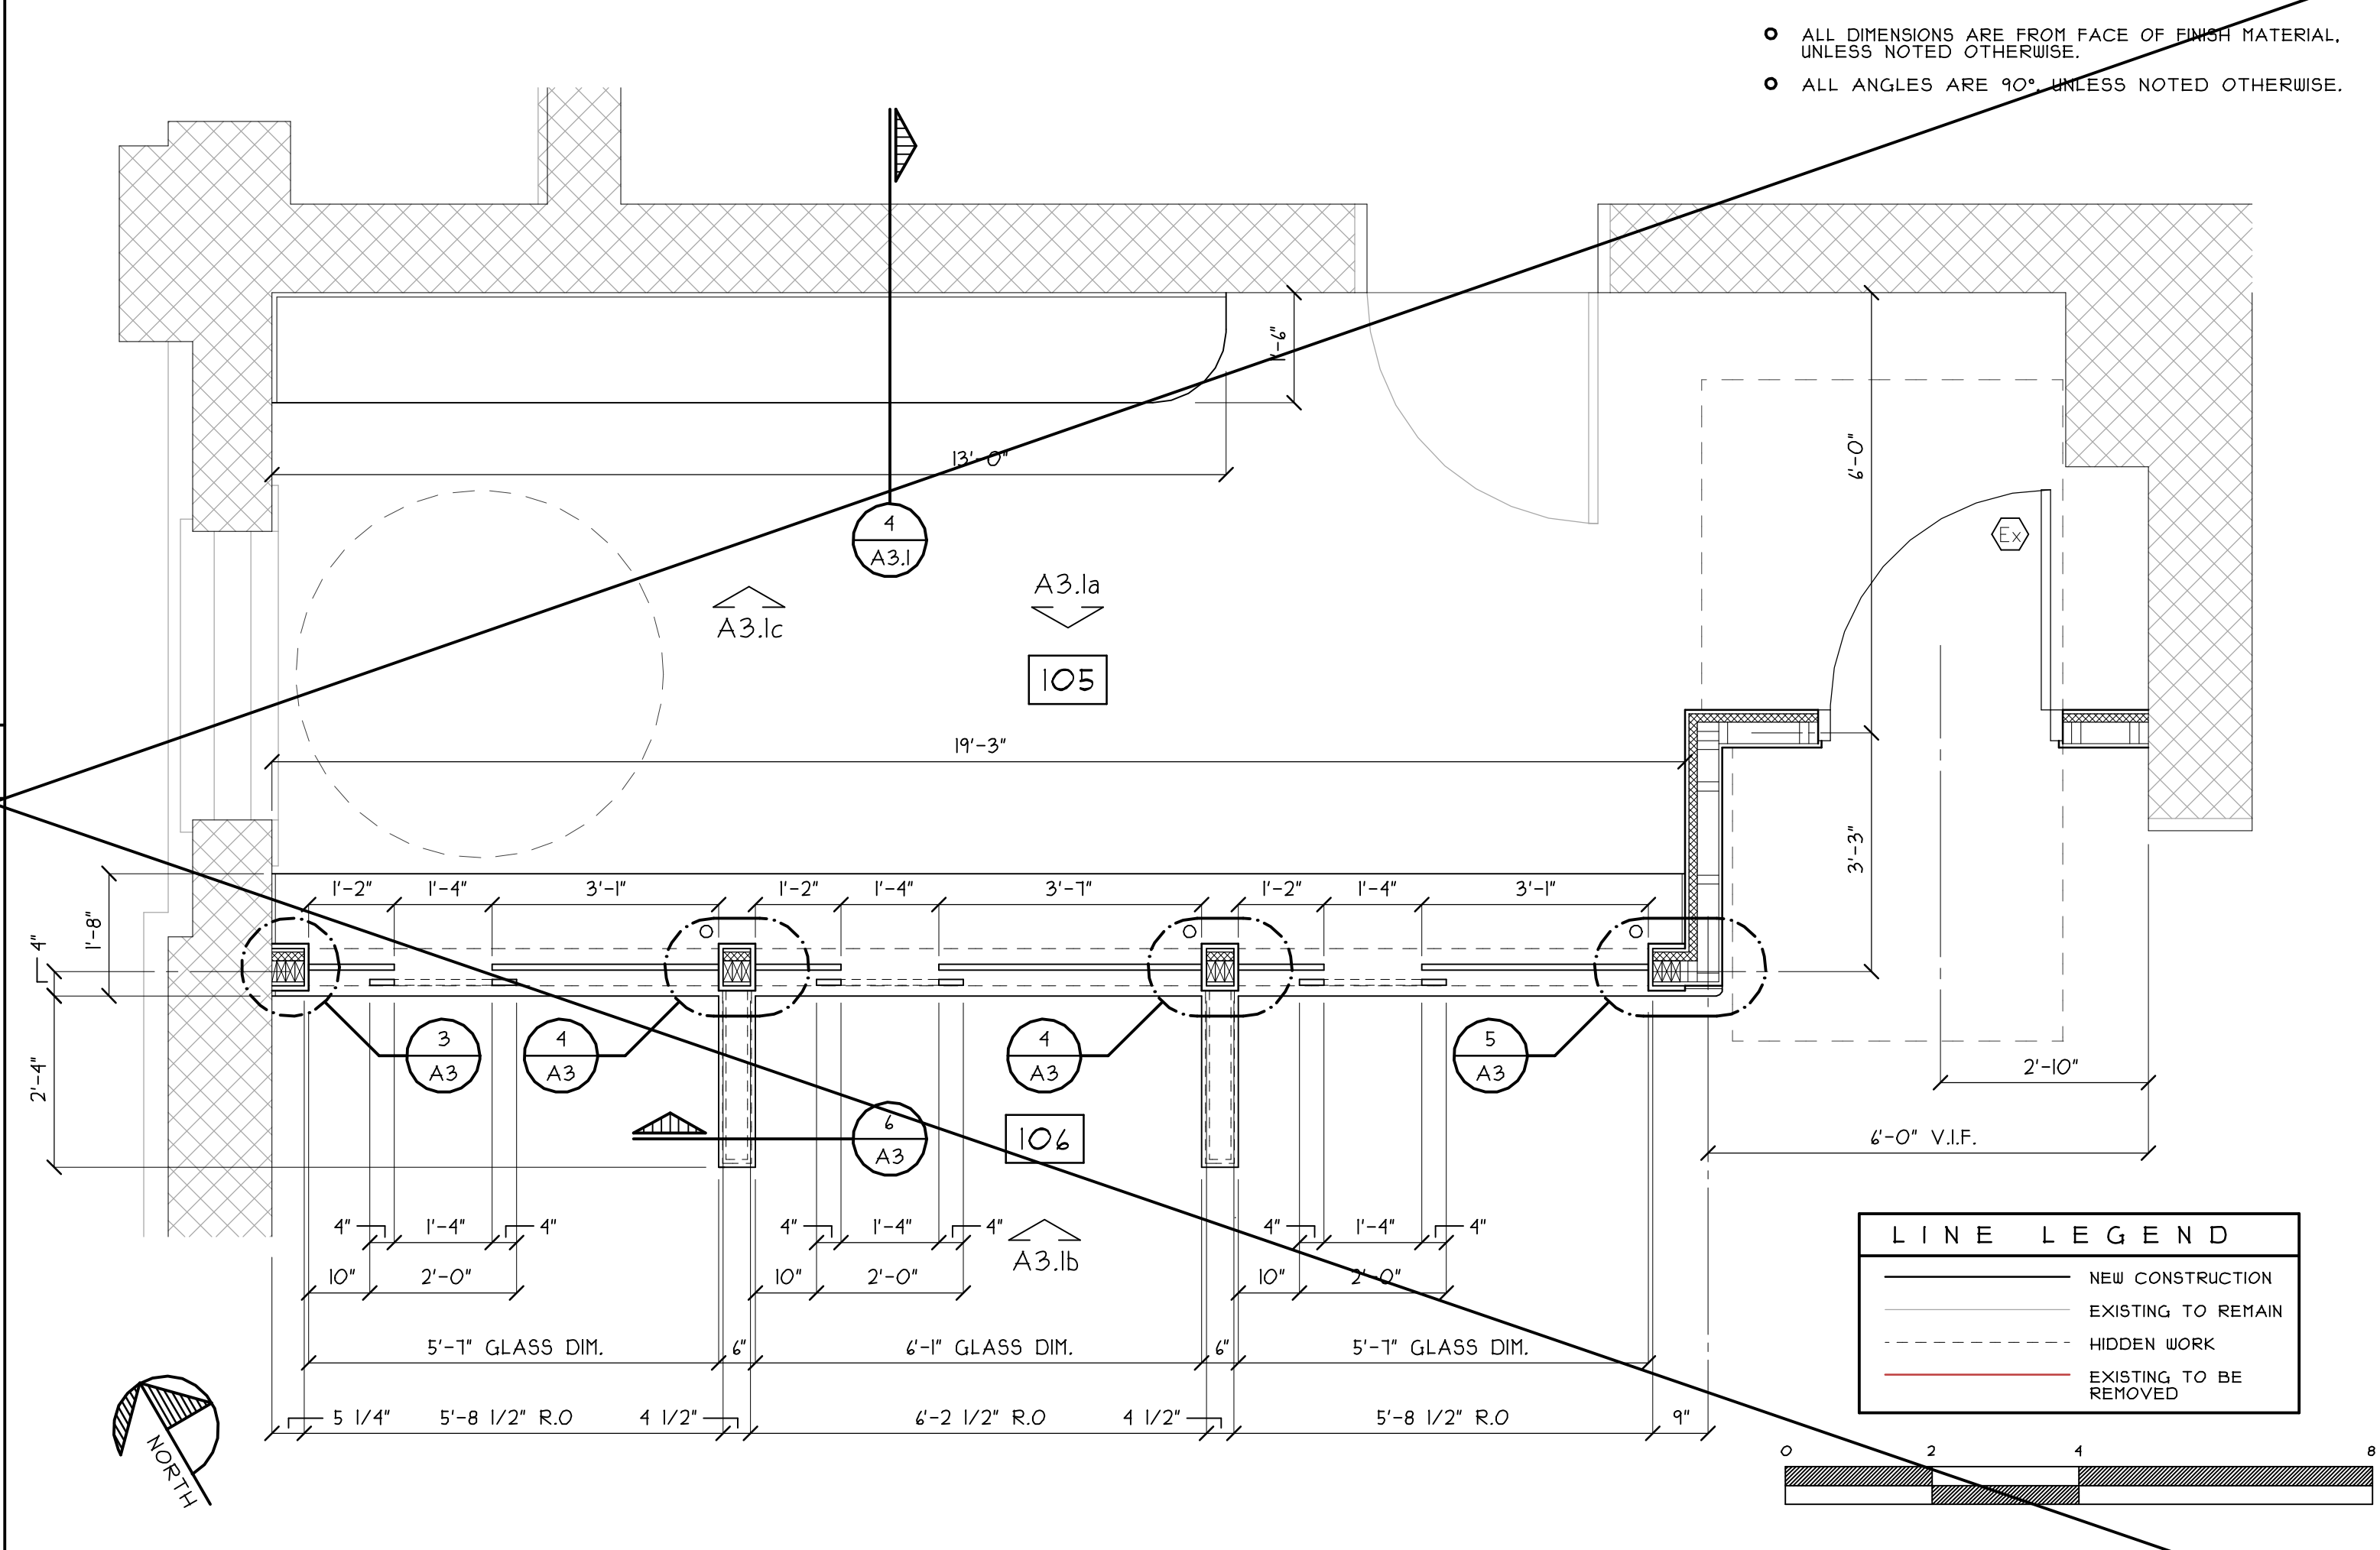 ALL DIMENSIONS ARE FROM FACE OF FINISH MATERIAL,
UNLESS NOTED OTHERWISE.
ALL ANGLES ARE 90°, UNLESS NOTED OTHERWISE.
1'-6"
13'-0"
6'-0"
4
A3.1
Ex
A3.1a
A3.1c
105
19'-3"
3'-3"
1'-2" 1'-4" 3'-1" 1'-2" 1'-4" 3'-7" 1'-2" 1'-4" 3'-1"
1'-8"
4"
2'-4"
3
A3
4
A3
4
A3
5
A3
2'-10"
6
A3
106
6'-0" V.I.F.
4" 1'-4" 4" 4" 1'-4" 4" 4" 1'-4" 4"
A3.1b
10" 2'-0" 10" 2'-0" 10" 2'-0"
5'-7" GLASS DIM. 6" 6'-1" GLASS DIM. 6" 5'-7" GLASS DIM.
5 1/4" 5'-8 1/2" R.O 4 1/2" 6'-2 1/2" R.O 4 1/2" 5'-8 1/2" R.O 9"
NORTH
LINE LEGEND
NEW CONSTRUCTION
EXISTING TO REMAIN
HIDDEN WORK
EXISTING TO BE
REMOVED
0 2 4 8